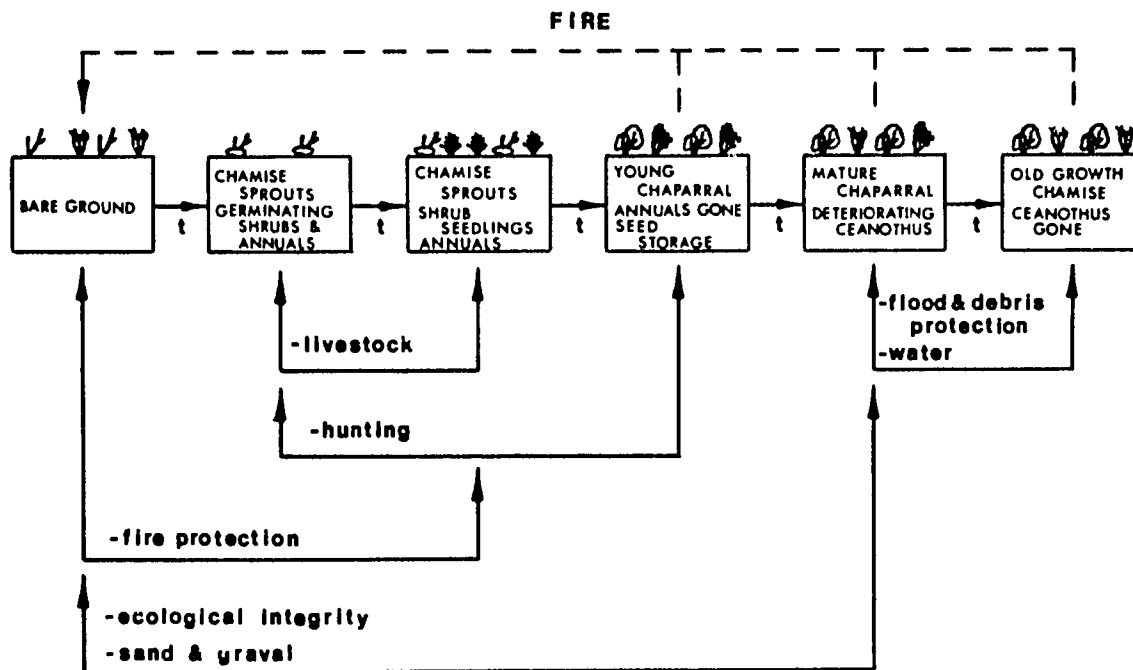 FIRE
BARE GROUND
t
CHAMISE
SPROUTS
GERMINATING
SHRUBS &
ANNUALS
t
CHAMISE
SPROUTS
SHRUB
SEEDLINGS
ANNUALS
t
YOUNG
CHAPARRAL
ANNUALS GONE
SEED
STORAGE
t
MATURE
CHAPARRAL
DETERIORATING
CEANOTHUS
t
OLD GROWTH
CHAMISE
CEANOTHUS
GONE
-livestock
-flood & debris
protection
-water
-hunting
-fire protection
-ecological integrity
-sand & graval